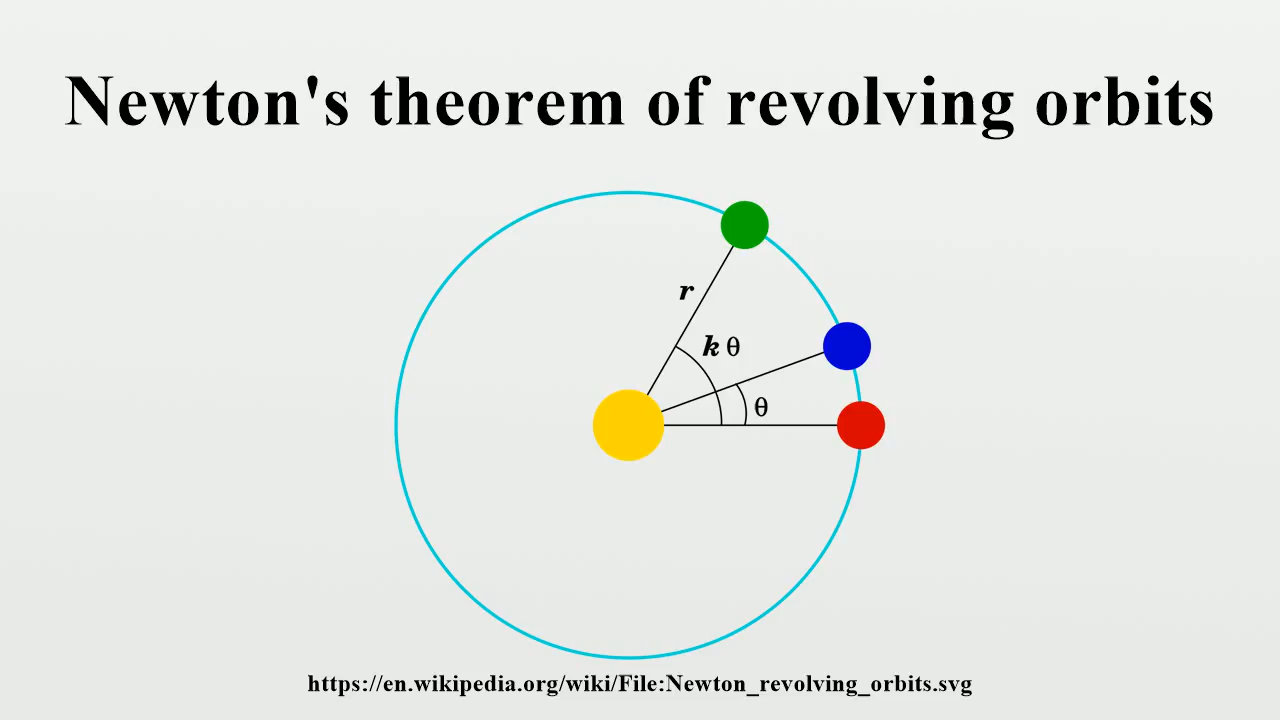 Newton's theorem of revolving orbits
r
k θ
θ
https://en.wikipedia.org/wiki/File:Newton_revolving_orbits.svg